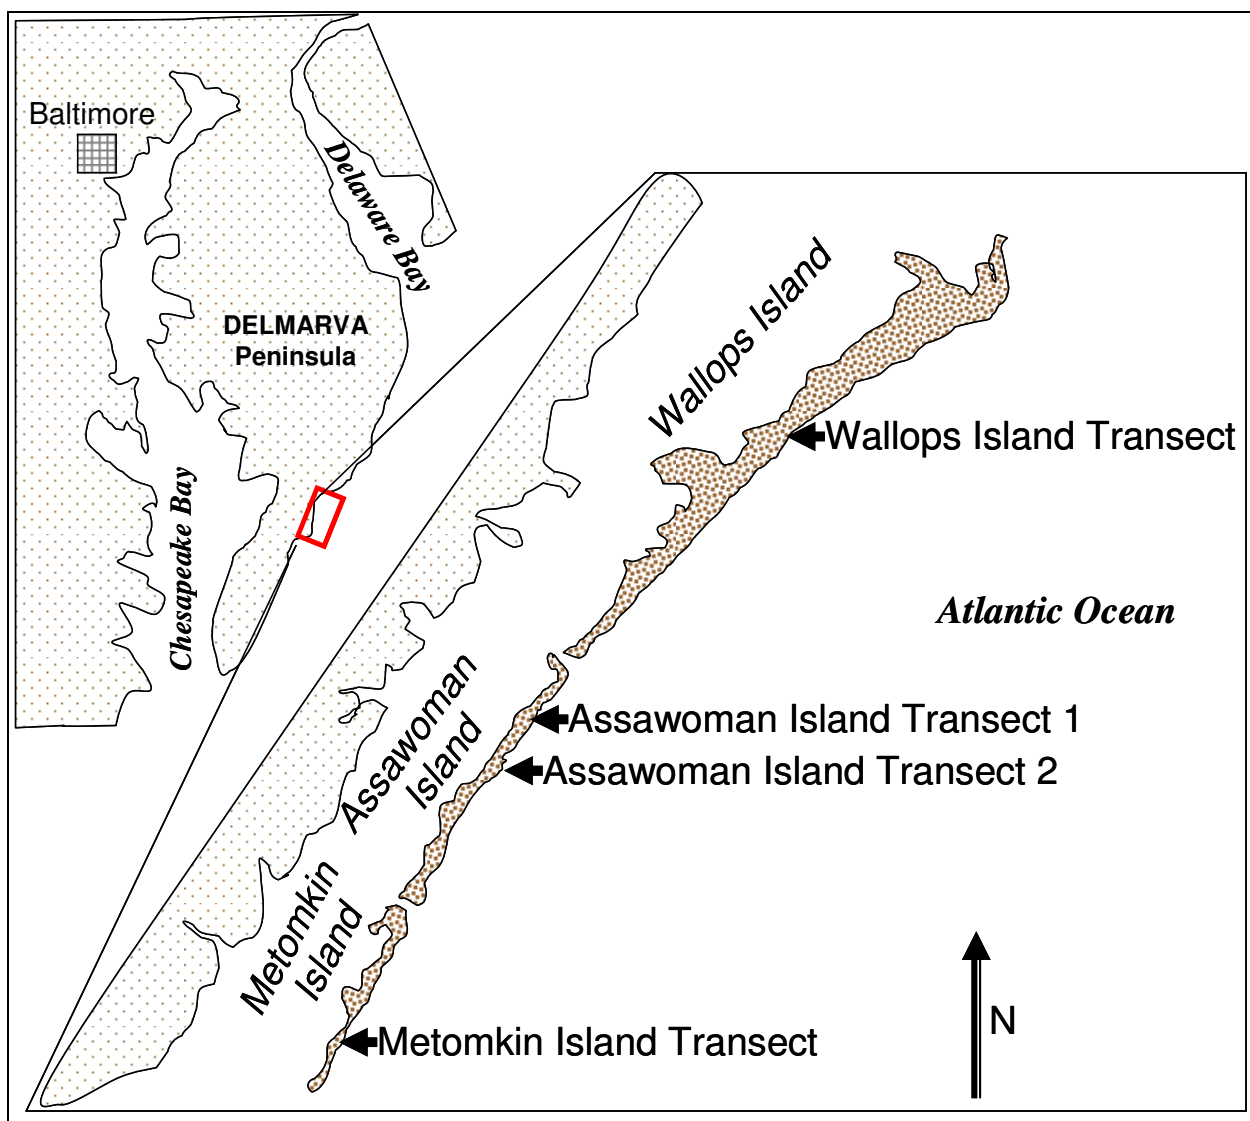 Baltimore
Delaware Bay
DELMARVA
Peninsula
Chesapeake Bay
Wallops Island
Wallops Island Transect
Atlantic Ocean
Assawoman
Island
Assawoman Island Transect 1
Assawoman Island Transect 2
Metomkin
Island
Metomkin Island Transect
N